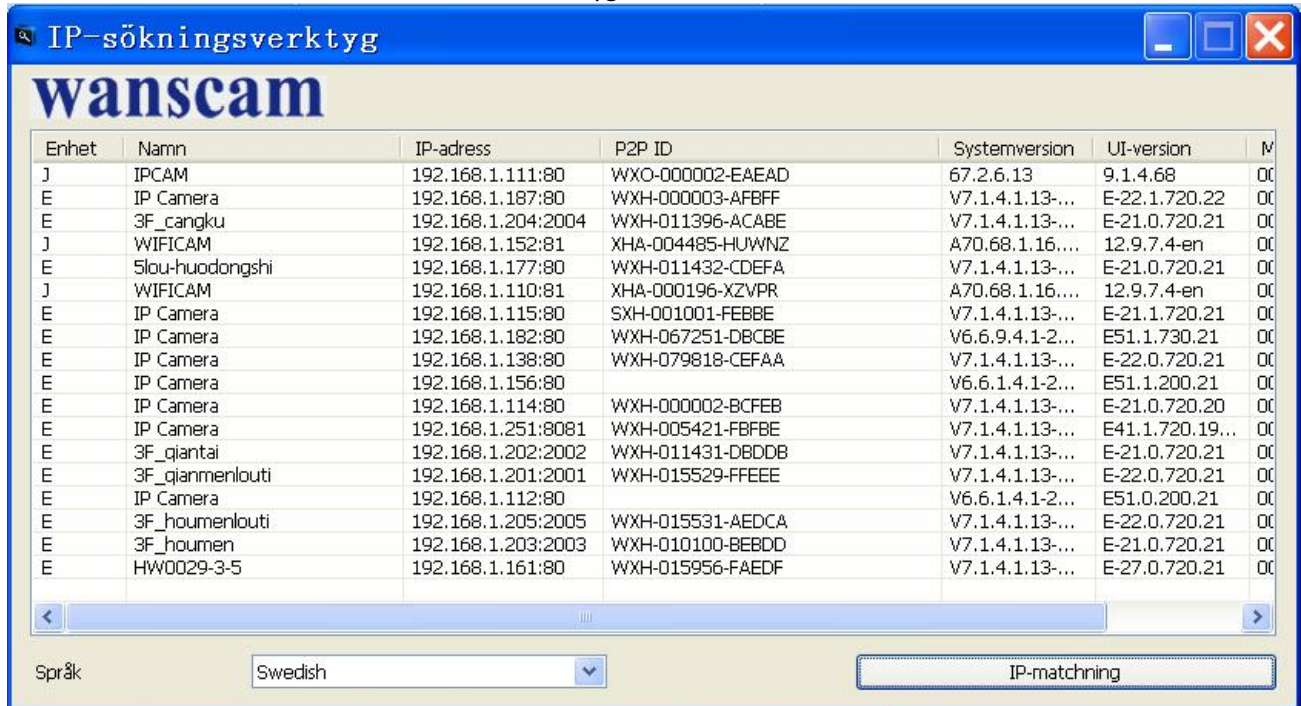 IP-sökningsverktyg
wanscam
Enhet Namn IP-adress P2P ID Systemversion UI-version
J IPCAM 192.168.1.111:80 WXO-000002-EAEAD 67.2.6.13 9.1.4.68
E IP Camera 192.168.1.187:80 WXH-000003-AFBFF V7.1.4.1.13-... E-22.1.720.22
E 3F_cangku 192.168.1.204:2004 WXH-011396-ACABE V7.1.4.1.13-... E-21.0.720.21
J WIFICAM 192.168.1.152:81 XHA-004485-HUWNZ A70.68.1.16.... 12.9.7.4-en
E 5lou-huodongshi 192.168.1.177:80 WXH-011432-CDEFA V7.1.4.1.13-... E-21.0.720.21
J WIFICAM 192.168.1.110:81 XHA-000196-XZVPR A70.68.1.16.... 12.9.7.4-en
E IP Camera 192.168.1.115:80 SXH-001001-FEBBE V7.1.4.1.13-... E-21.1.720.21
E IP Camera 192.168.1.182:80 WXH-067251-DBCBE V6.6.9.4.1-2... E51.1.730.21
E IP Camera 192.168.1.138:80 WXH-079818-CEFAA V7.1.4.1.13-... E-22.0.720.21
E IP Camera 192.168.1.156:80 V6.6.1.4.1-2... E51.1.200.21
E IP Camera 192.168.1.114:80 WXH-000002-BCFEB V7.1.4.1.13-... E-21.0.720.20
E IP Camera 192.168.1.251:8081 WXH-005421-FBFBE V7.1.4.1.13-... E41.1.720.19...
E 3F_qiantai 192.168.1.202:2002 WXH-011431-DBDDB V7.1.4.1.13-... E-21.0.720.21
E 3F_qianmenlouti 192.168.1.201:2001 WXH-015529-FFEEE V7.1.4.1.13-... E-22.0.720.21
E IP Camera 192.168.1.112:80 V6.6.1.4.1-2... E51.0.200.21
E 3F_houmenlouti 192.168.1.205:2005 WXH-015531-AEDCA V7.1.4.1.13-... E-22.0.720.21
E 3F_houmen 192.168.1.203:2003 WXH-010100-BEBDD V7.1.4.1.13-... E-21.0.720.21
E HW0029-3-5 192.168.1.161:80 WXH-015956-FAEDF V7.1.4.1.13-... E-27.0.720.21
Språk Swedish IP-matchning